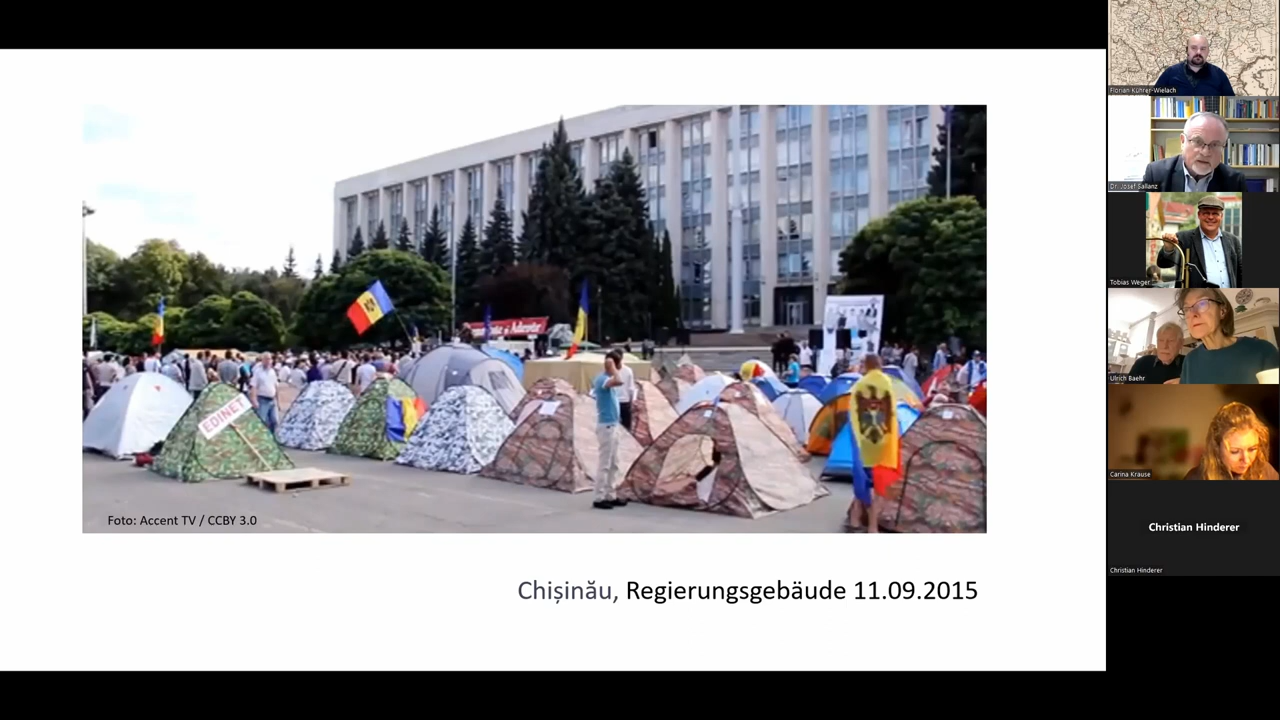 EDINET
Foto: Accent TV / CCBY 3.0
Chișinău, Regierungsgebäude 11.09.2015
Florian Kührer-Wielach
Dr. Josef Sallanz
Tobias Weger
Ulrich Baehr
Carina Krause
Christian Hinderer
Christian Hinderer